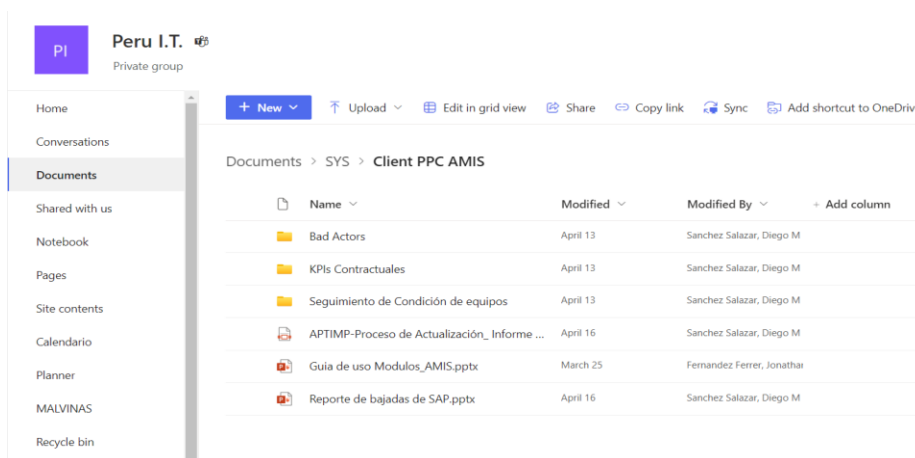 PI
Peru I.T.
Private group
Home
Conversations
Documents
Shared with us
Notebook
Pages
Site contents
Calendario
Planner
MALVINAS
Recycle bin
+ New Upload Edit in grid view Share Copy link Sync Add shortcut to OneDriv
Documents > SYS > Client PPC AMIS
Name Modified Modified By + Add column
Bad Actors April 13 Sanchez Salazar, Diego M
KPIs Contractuales April 13 Sanchez Salazar, Diego M
Seguimiento de Condición de equipos April 13 Sanchez Salazar, Diego M
APTIMP-Proceso de Actualización_ Informe ... April 16 Sanchez Salazar, Diego M
Guia de uso Modulos_AMIS.pptx March 25 Fernandez Ferrer, Jonathan
Reporte de bajadas de SAP.pptx April 16 Sanchez Salazar, Diego M